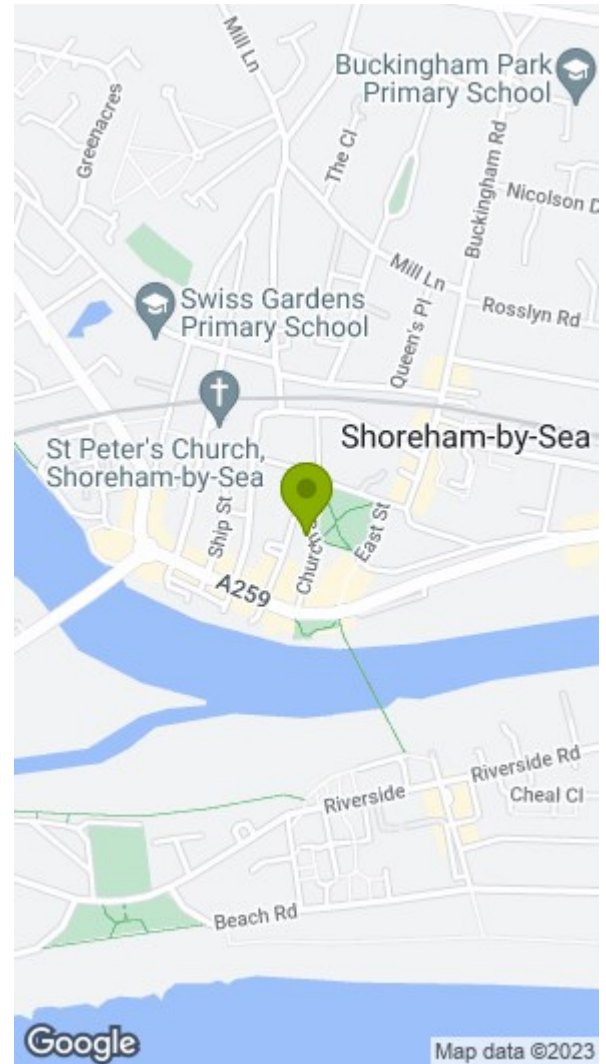 Mill Ln
Buckingham Park
Primary School
Greenacres
The Cl
Buckingham Rd
Nicolson D
Mill Ln
Swiss Gardens
Primary School
Rosslyn Rd
Queen's Pl
St Peter's Church,
Shoreham-by-Sea
Shoreham-by-Sea
Ship St
Church
East St
A259
Riverside Rd
Riverside
Cheal Cl
Beach Rd
Google
Map data ©2023